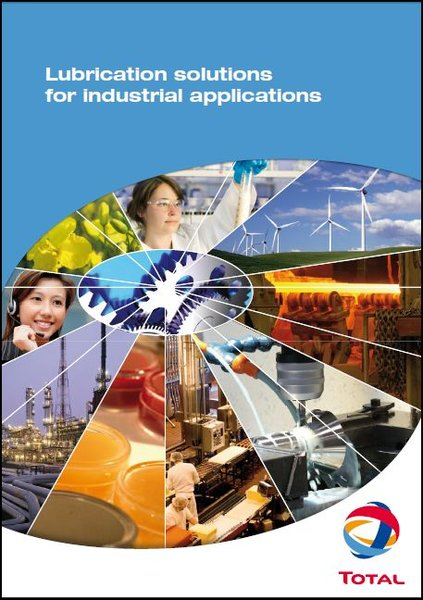 Lubrication solutions
for industrial applications
TOTAL